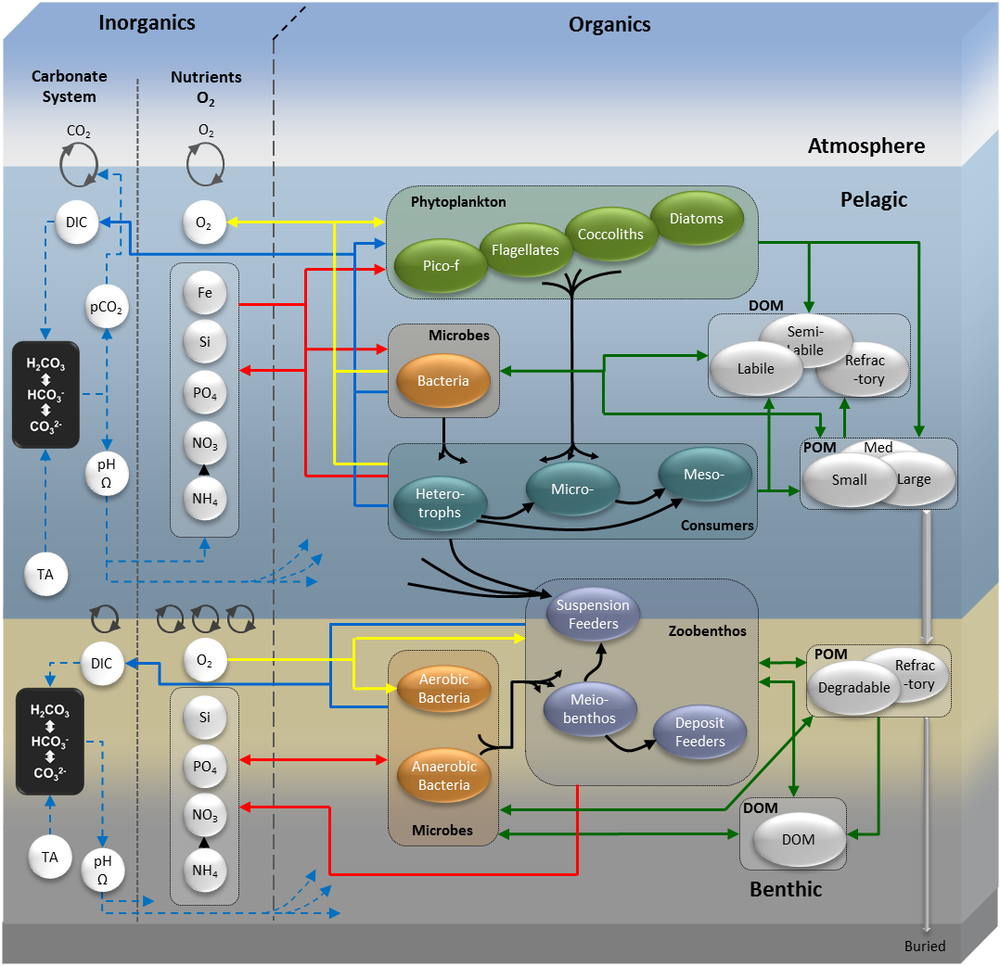 Inorganics
Organics
Carbonate
System
Nutrients
O2
CO2
O2
Atmosphere
Pelagic
DIC
O2
Phytoplankton
Pico-f
Flagellates
Coccoliths
Diatoms
Fe
Si
PO4
NO3
NH4
pCO2
H2CO3
HCO3-
CO32-
pH
Ω
TA
Microbes
Bacteria
DOM
Semi-
Labile
Labile
Refrac
-tory
POM
Med
Small
Large
Hetero-
trophs
Micro-
Meso-
Consumers
Suspension
Feeders
Zoobenthos
Meio-
benthos
Deposit
Feeders
DIC
O2
H2CO3
HCO3-
CO32-
Si
PO4
NO3
NH4
TA
pH
Ω
Aerobic
Bacteria
Anaerobic
Bacteria
Microbes
POM
Refrac
-tory
Degradable
DOM
DOM
Benthic
Buried